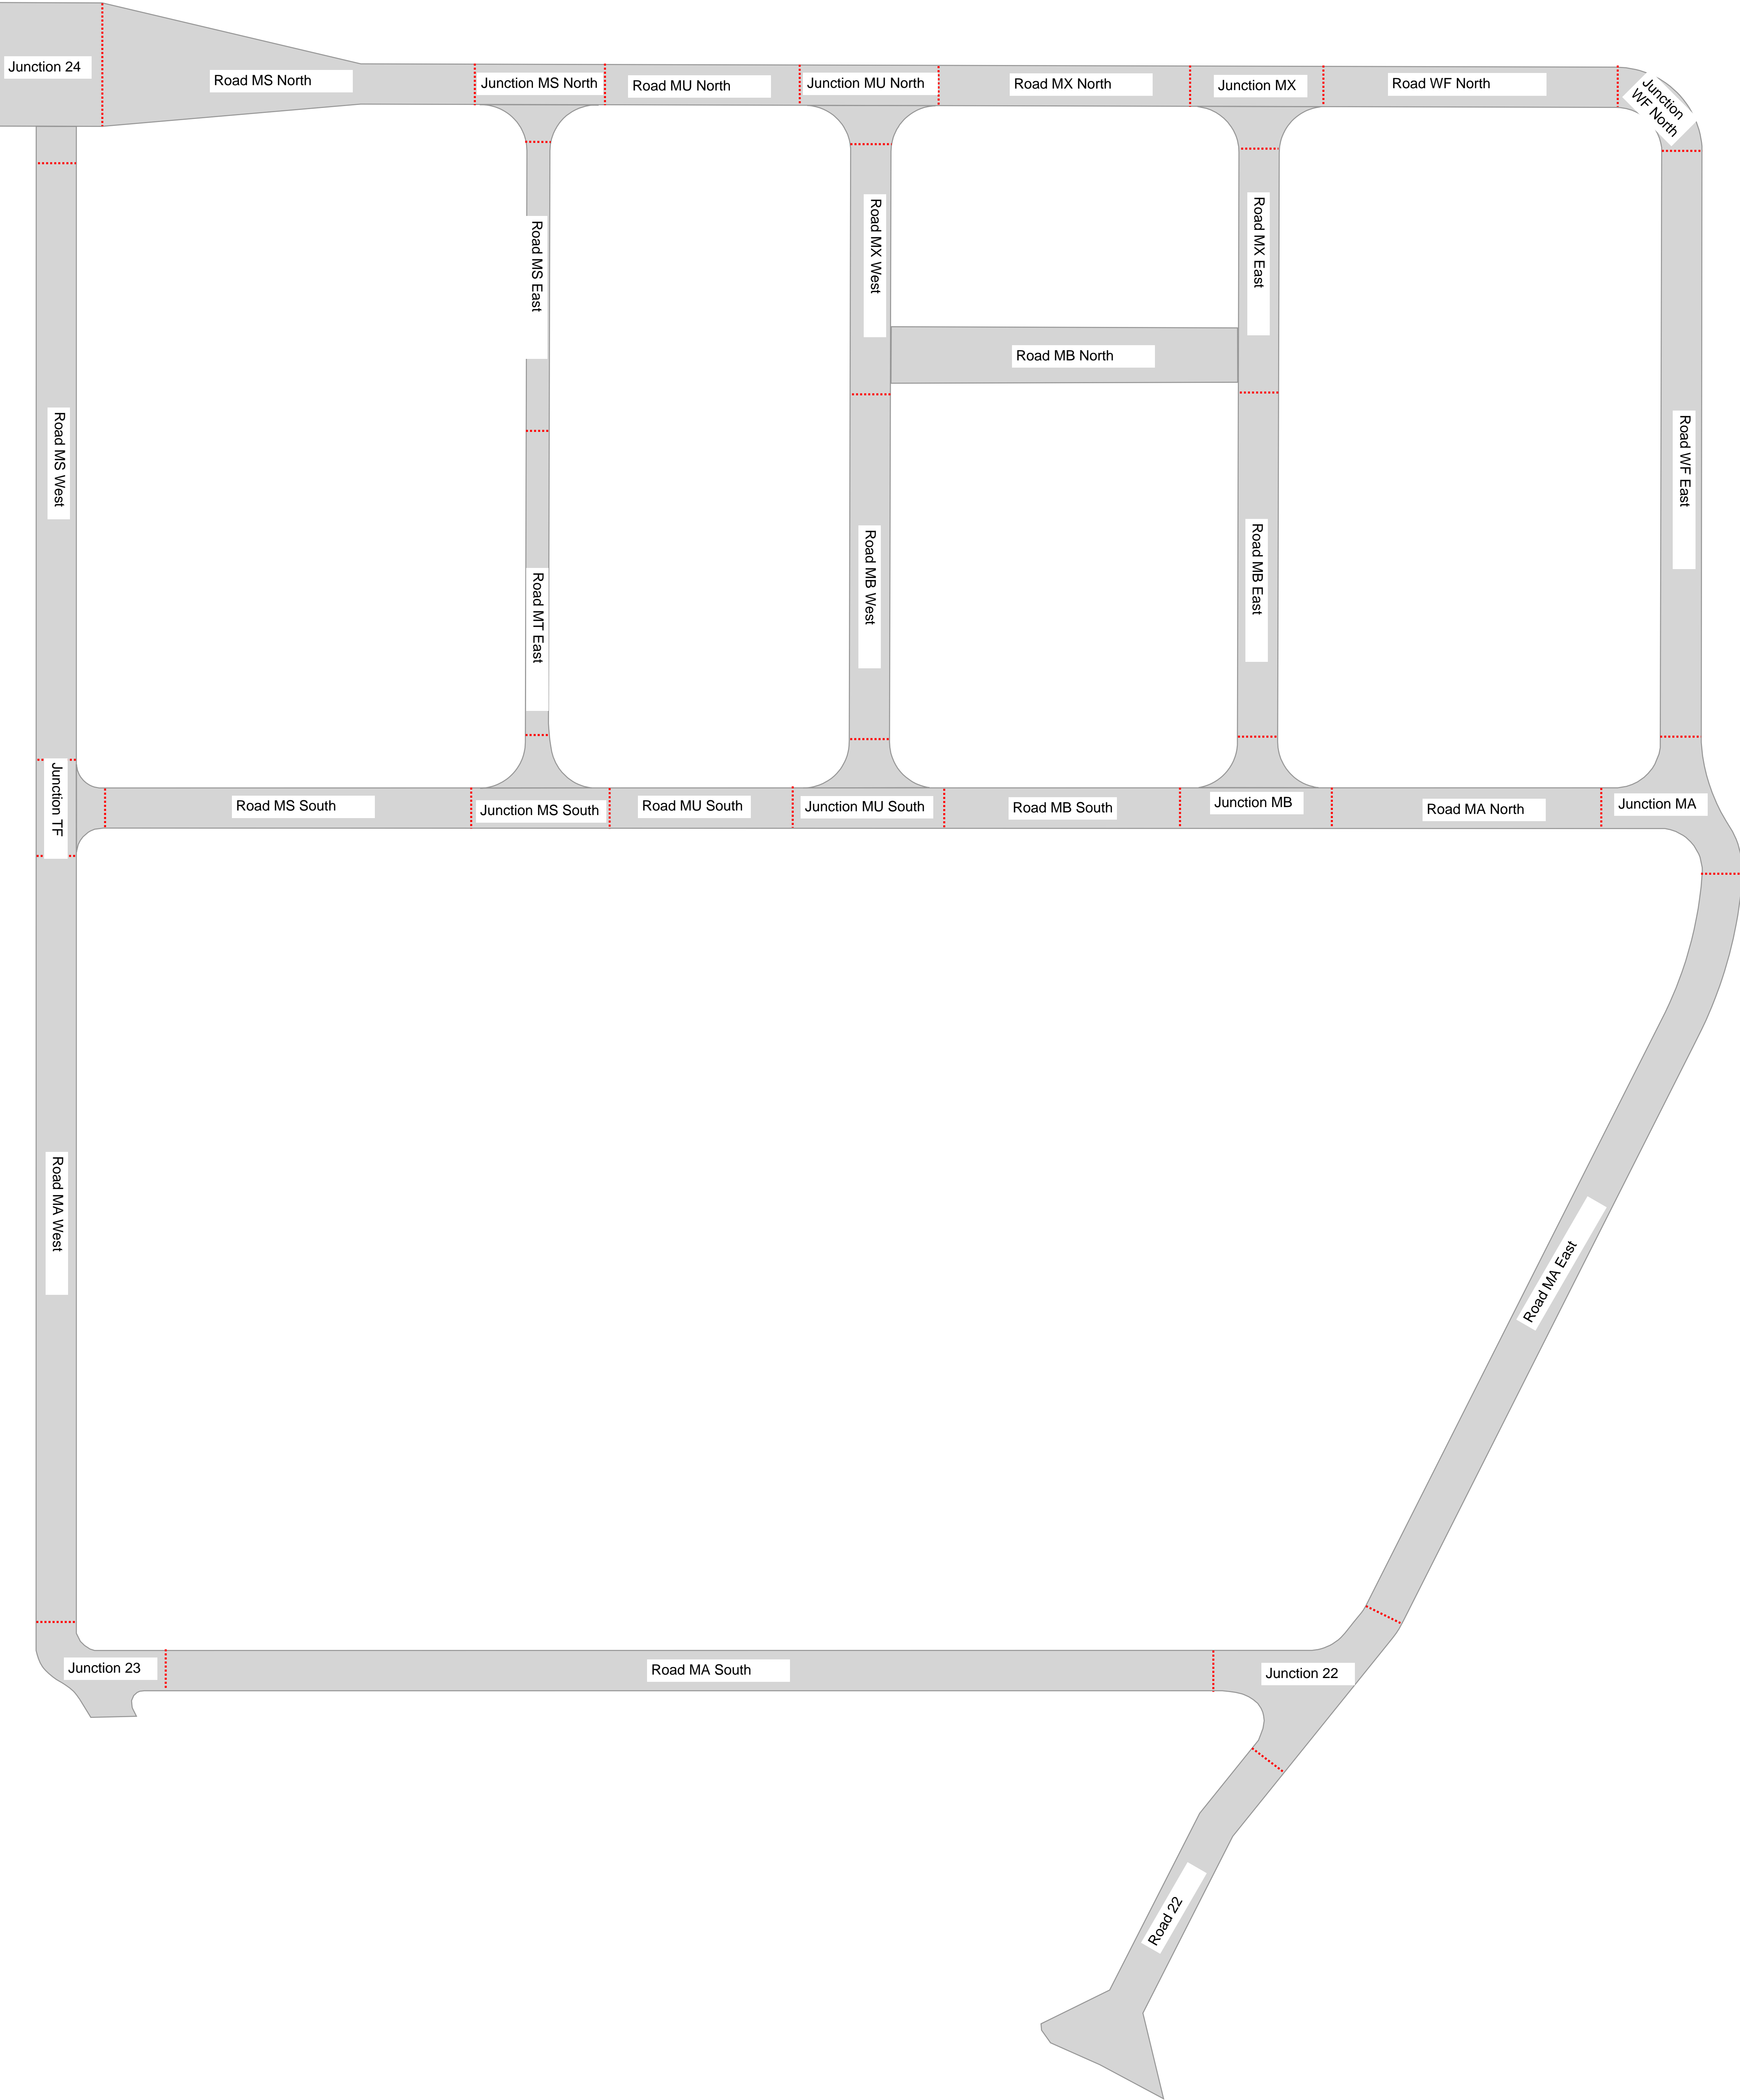 Junction 24
Road MS North
Junction MS North
Road MU North
Junction MU North
Road MX North
Junction MX
Road WF North
Junction
WF North
Road MS East
Road MX West
Road MX East
Road MB North
Road MS West
Road WF East
Road MT East
Road MB West
Road MB East
Junction TF
Road MS South
Junction MS South
Road MU South
Junction MU South
Road MB South
Junction MB
Road MA North
Junction MA
Road MA West
Road MA East
Junction 23
Road MA South
Junction 22
Road 22